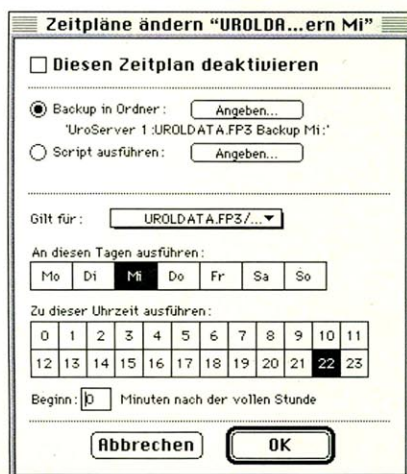 Zeitpläne ändern “UROLDA...ern Mi”
Diesen Zeitplan deaktivieren
Backup in Ordner: Angeben...
'UroServer 1 :UROLDATA.FP3 Backup Mi:'
Script ausführen: Angeben...
Gilt für: UROLDATA.FP3/...
An diesen Tagen ausführen:
Mo Di Mi Do Fr Sa So
Zu dieser Uhrzeit ausführen:
0 1 2 3 4 5 6 7 8 9 10 11
12 13 14 15 16 17 18 19 20 21 22 23
Beginn: 0 Minuten nach der vollen Stunde
Abbrechen OK